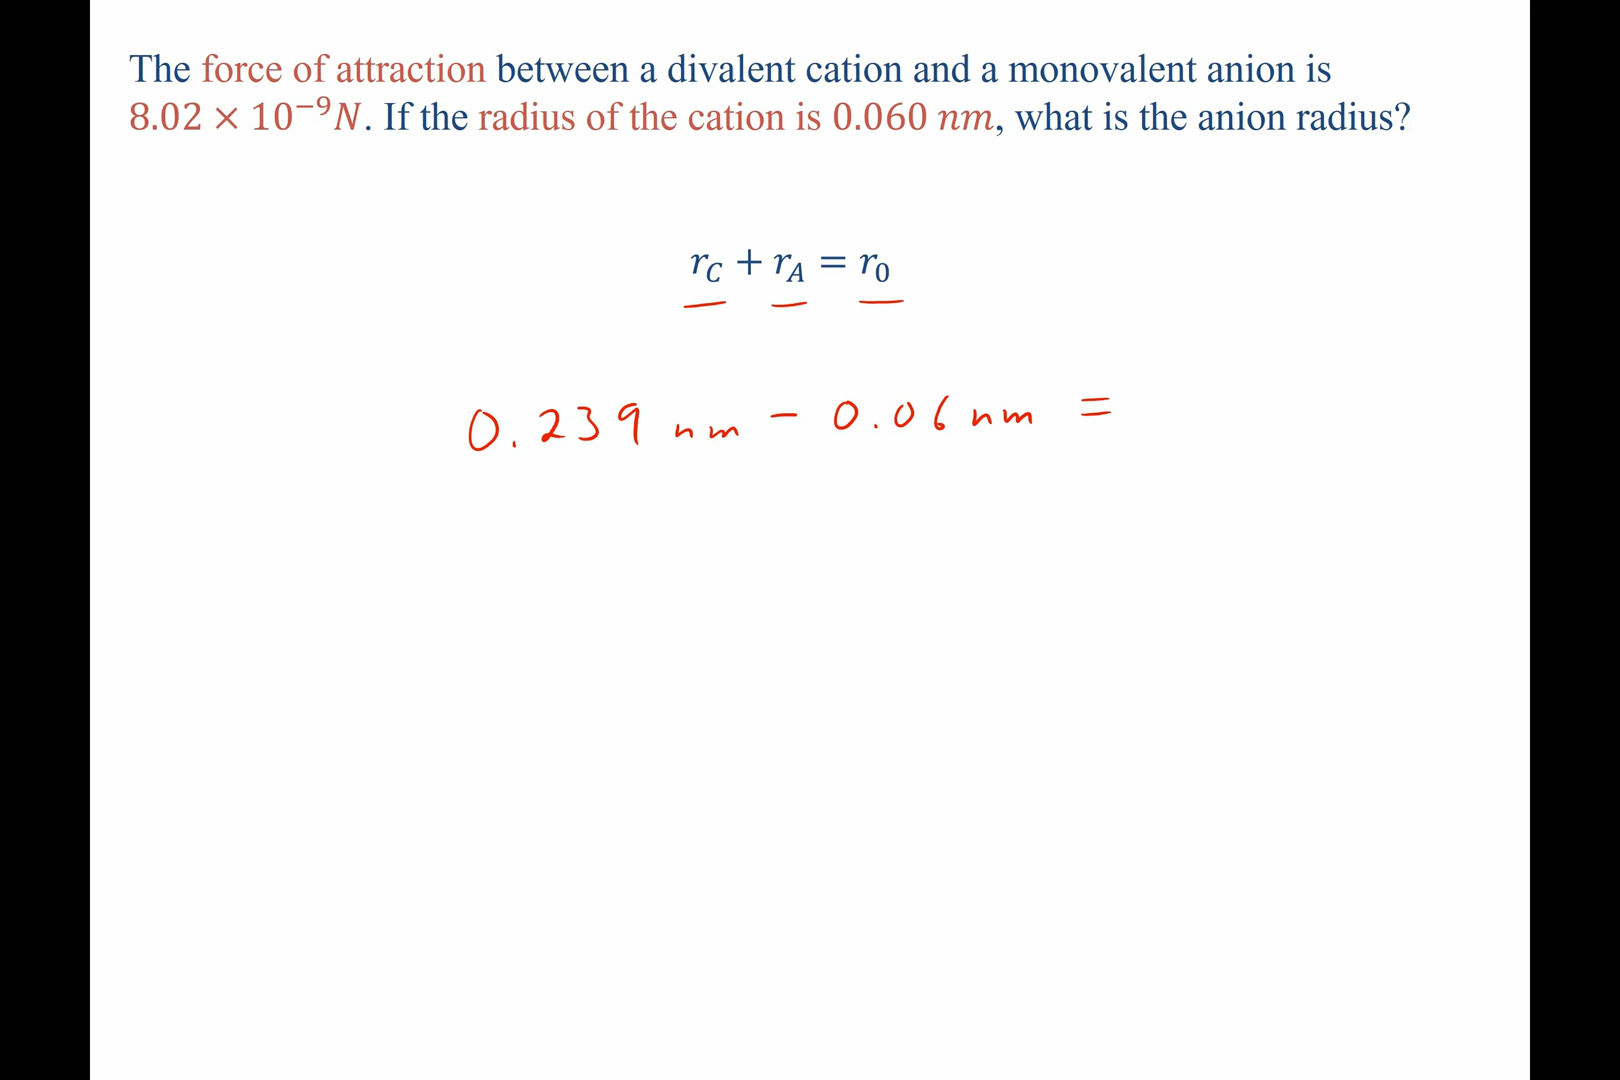 The force of attraction between a divalent cation and a monovalent anion is
8.02 × 10⁻⁹N. If the radius of the cation is 0.060 nm, what is the anion radius?
r_C + r_A = r_0
0.239 nm − 0.06 nm =